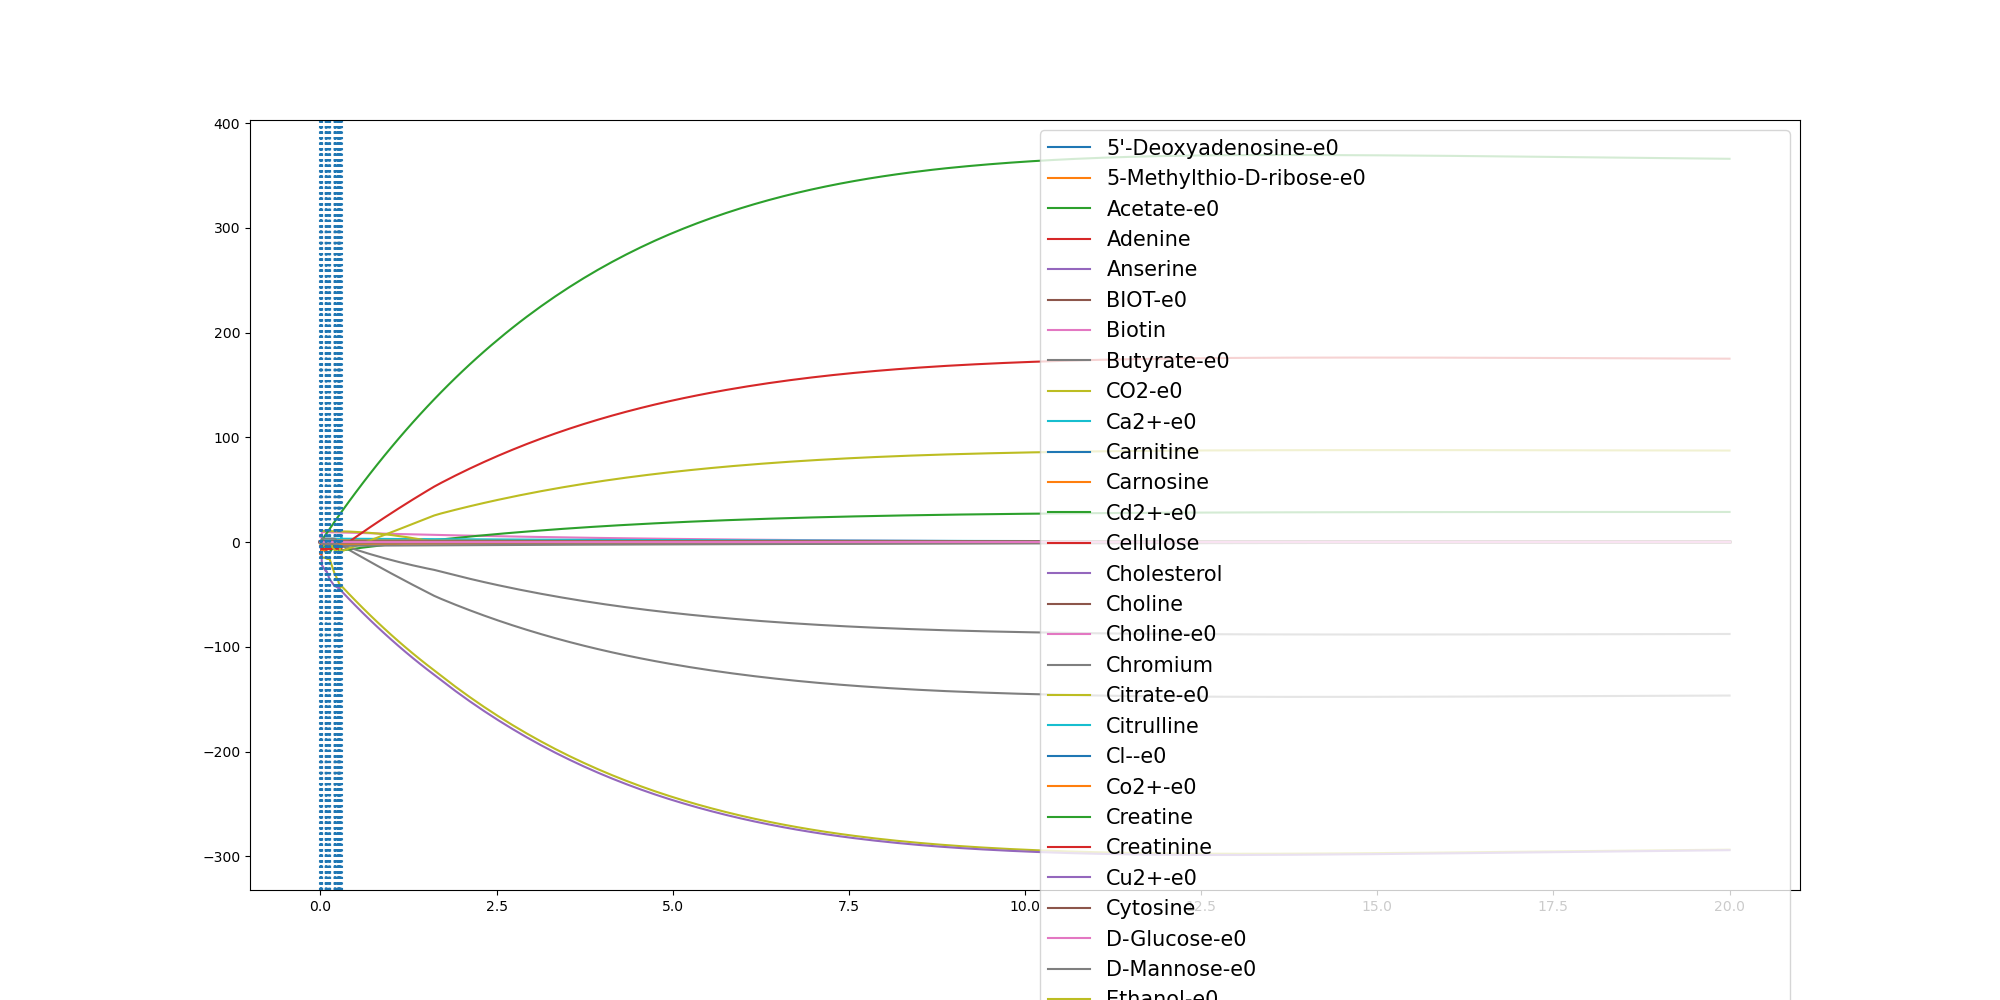 400
300
200
100
0
−100
−200
−300
0.0
2.5
5.0
7.5
10.0
12.5
15.0
17.5
20.0
5'-Deoxyadenosine-e0
5-Methylthio-D-ribose-e0
Acetate-e0
Adenine
Anserine
BIOT-e0
Biotin
Butyrate-e0
CO2-e0
Ca2+-e0
Carnitine
Carnosine
Cd2+-e0
Cellulose
Cholesterol
Choline
Choline-e0
Chromium
Citrate-e0
Citrulline
Cl--e0
Co2+-e0
Creatine
Creatinine
Cu2+-e0
Cytosine
D-Glucose-e0
D-Mannose-e0
Ethanol-e0